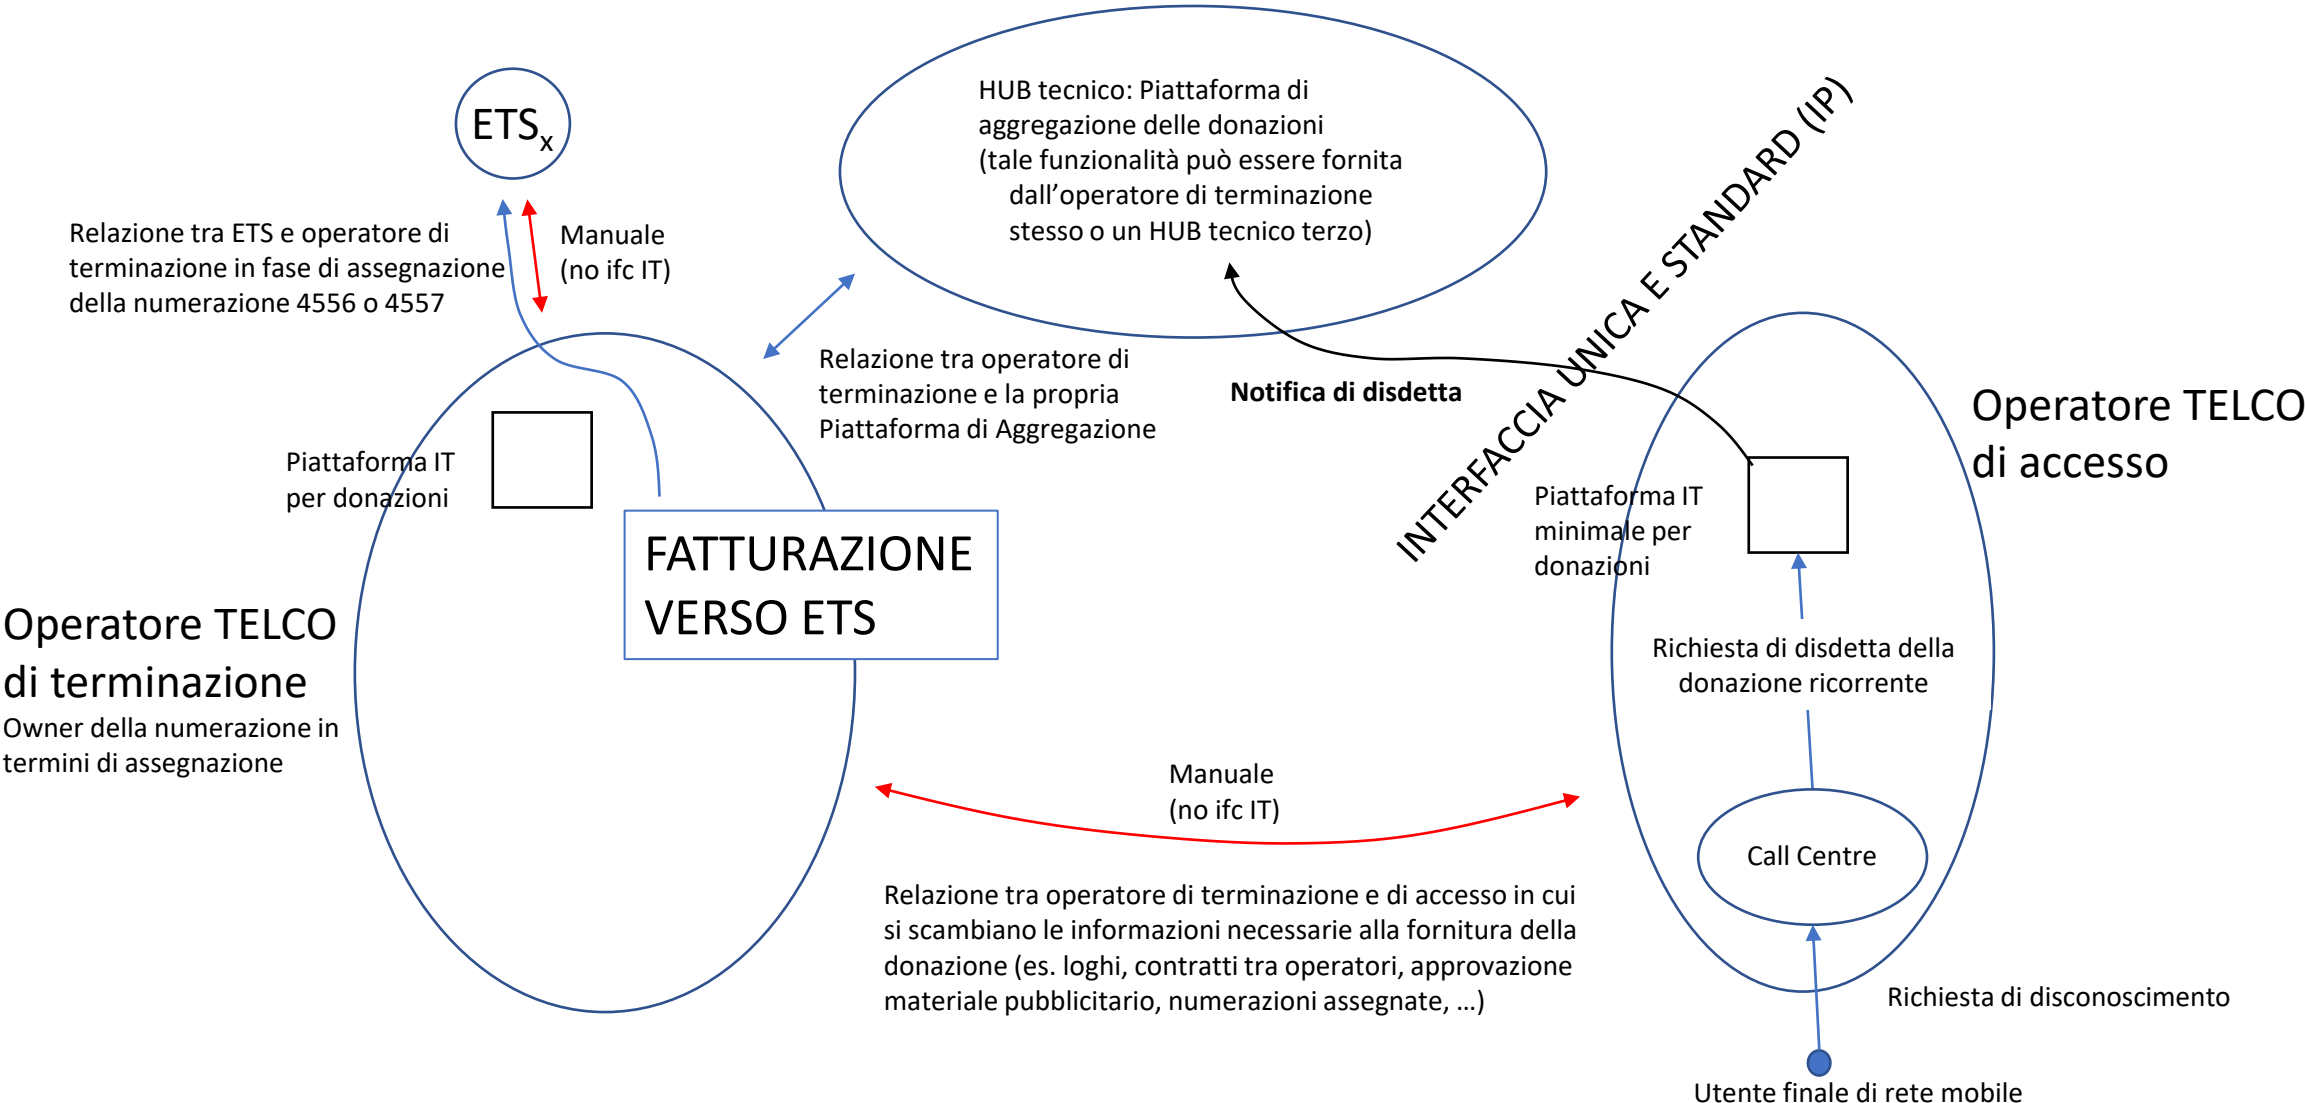 ETSx
HUB tecnico: Piattaforma di
aggregazione delle donazioni
(tale funzionalità può essere fornita
dall’operatore di terminazione
stesso o un HUB tecnico terzo)
INTERFACCIA UNICA E STANDARD (IP)
Relazione tra ETS e operatore di
terminazione in fase di assegnazione
della numerazione 4556 o 4557
Manuale
(no ifc IT)
Relazione tra operatore di
terminazione e la propria
Piattaforma di Aggregazione
Notifica di disdetta
Operatore TELCO
di accesso
Piattaforma IT
per donazioni
Piattaforma IT
minimale per
donazioni
FATTURAZIONE
VERSO ETS
Operatore TELCO
di terminazione
Owner della numerazione in
termini di assegnazione
Richiesta di disdetta della
donazione ricorrente
Manuale
(no ifc IT)
Call Centre
Relazione tra operatore di terminazione e di accesso in cui
si scambiano le informazioni necessarie alla fornitura della
donazione (es. loghi, contratti tra operatori, approvazione
materiale pubblicitario, numerazioni assegnate, …)
Richiesta di disconoscimento
Utente finale di rete mobile